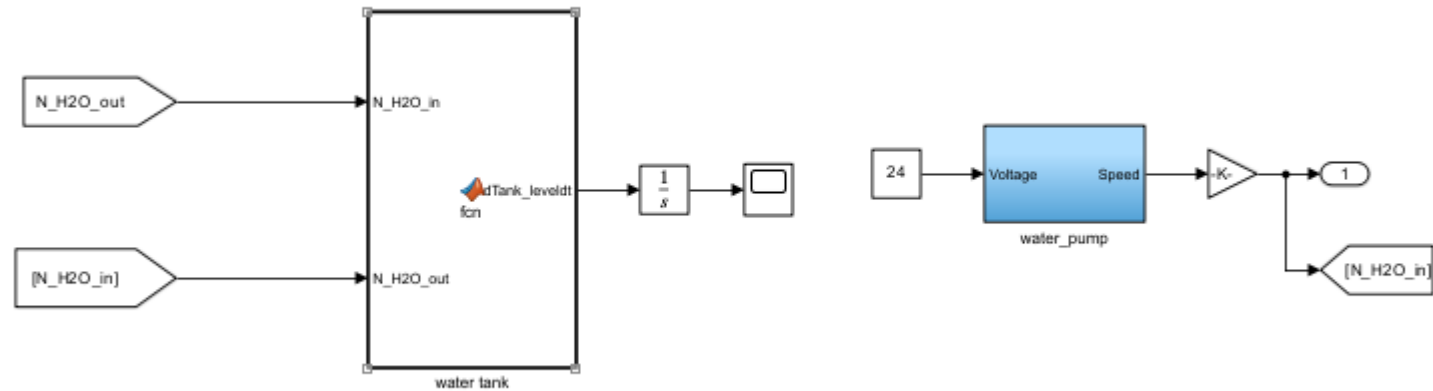 N_H2O_out
N_H2O_in
dTank_leveldt
fcn
[N_H2O_in]
N_H2O_out
water tank
1
s
24
Voltage
Speed
water_pump
-K-
1
[N_H2O_in]